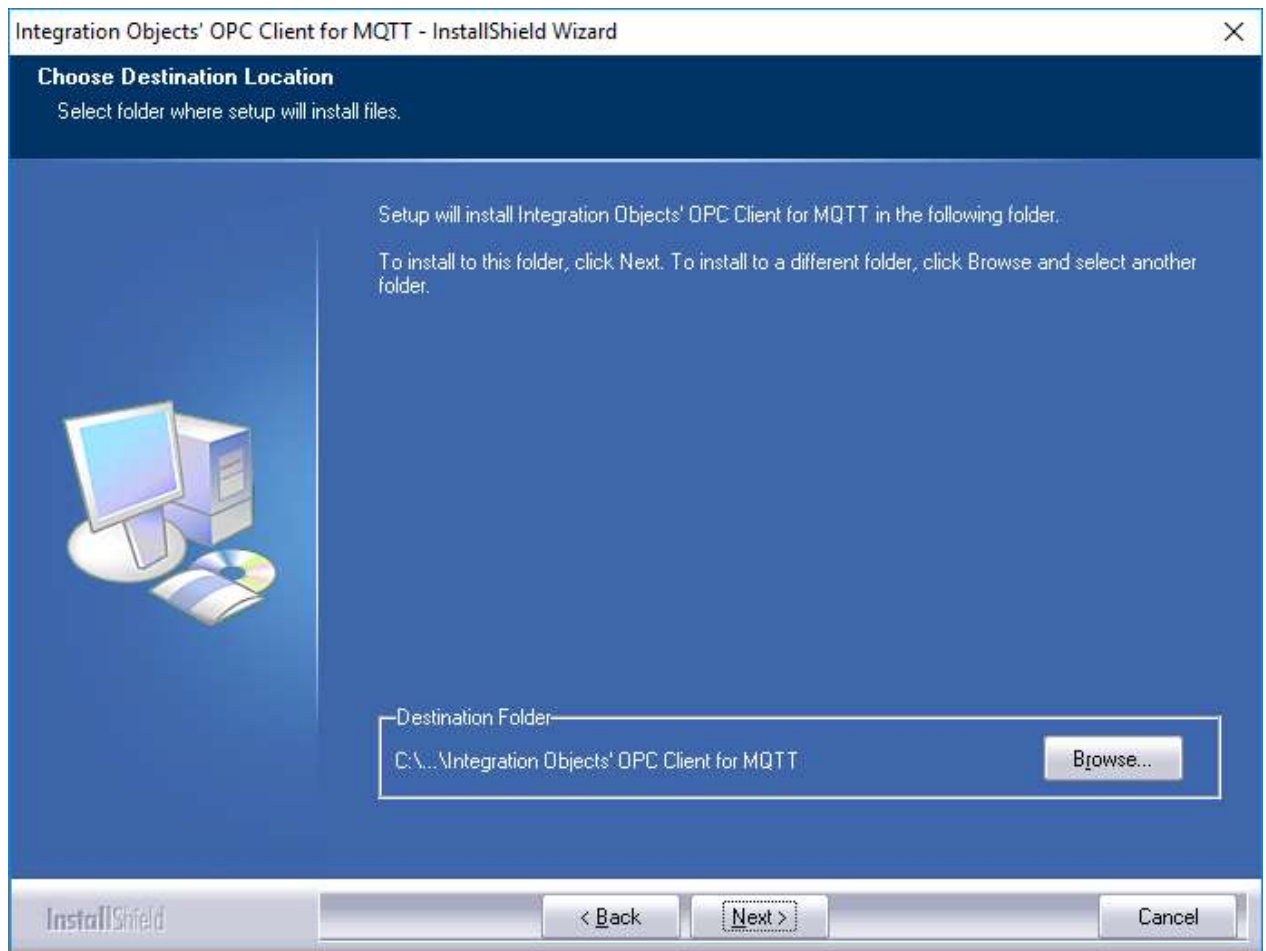 Integration Objects' OPC Client for MQTT - InstallShield Wizard
Choose Destination Location
Select folder where setup will install files.
Setup will install Integration Objects' OPC Client for MQTT in the following folder.
To install to this folder, click Next. To install to a different folder, click Browse and select another
folder.
Destination Folder
C:\...\Integration Objects' OPC Client for MQTT
Browse...
InstallShield
< Back
Next >
Cancel